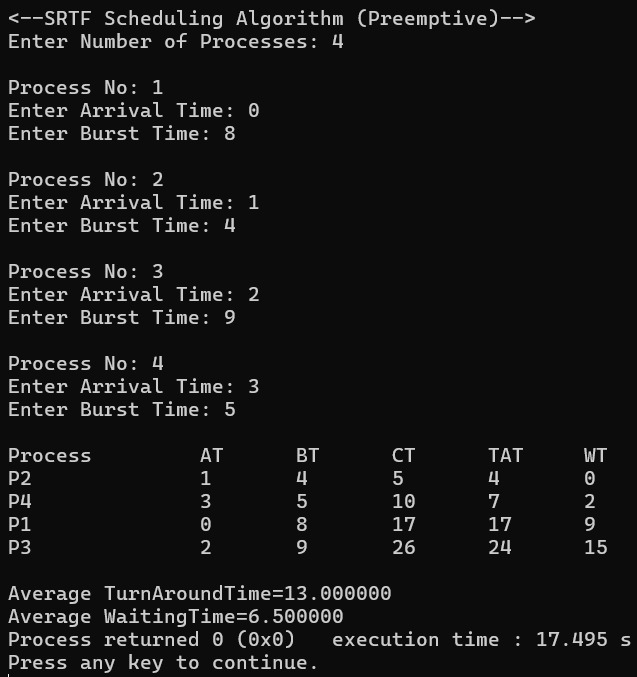 <--SRTF Scheduling Algorithm (Preemptive)-->
Enter Number of Processes: 4
Process No: 1
Enter Arrival Time: 0
Enter Burst Time: 8
Process No: 2
Enter Arrival Time: 1
Enter Burst Time: 4
Process No: 3
Enter Arrival Time: 2
Enter Burst Time: 9
Process No: 4
Enter Arrival Time: 3
Enter Burst Time: 5
Process AT BT CT TAT WT
P2 1 4 5 4 0
P4 3 5 10 7 2
P1 0 8 17 17 9
P3 2 9 26 24 15
Average TurnAroundTime=13.000000
Average WaitingTime=6.500000
Process returned 0 (0x0) execution time : 17.495 s
Press any key to continue.